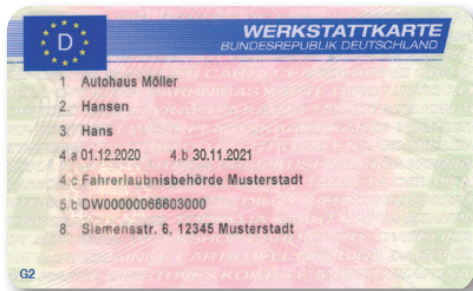 D
WERKSTATTKARTE
BUNDESREPUBLIK DEUTSCHLAND
1. Autohaus Möller
2. Hansen
3. Hans
4.a 01.12.2020 4.b 30.11.2021
4.c Fahrerlaubnisbehörde Musterstadt
5 b DW00000066603000
8. Siemensstr. 6, 12345 Musterstadt
G2